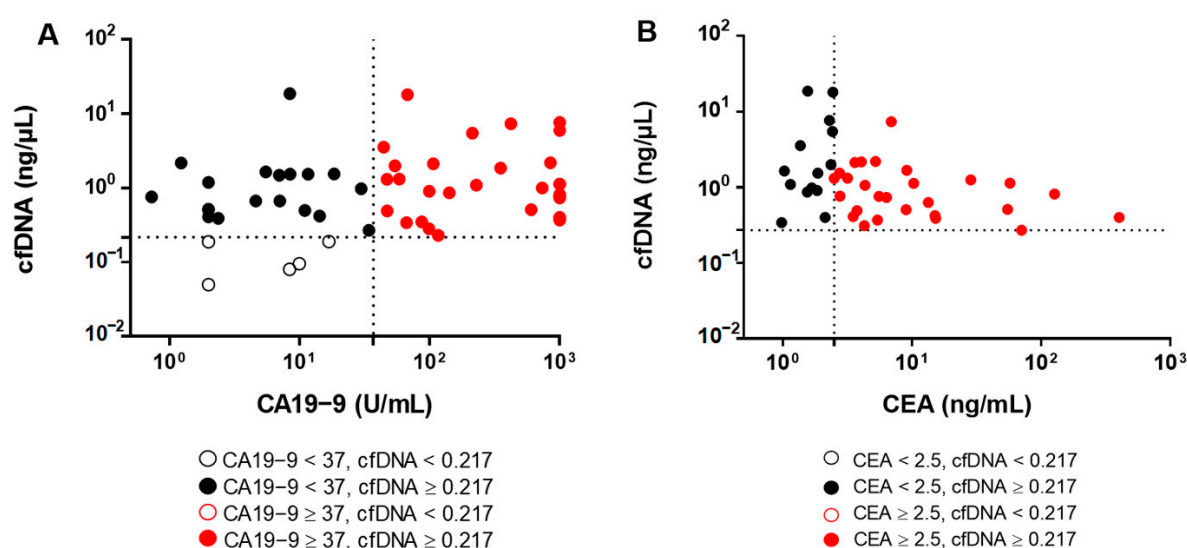 A
cfDNA (ng/μL)
10²
10¹
10⁰
10⁻¹
10⁻²
10⁰
10¹
10²
10³
CA19−9 (U/mL)
○ CA19−9 < 37, cfDNA < 0.217
● CA19−9 < 37, cfDNA ≥ 0.217
○ CA19−9 ≥ 37, cfDNA < 0.217
● CA19−9 ≥ 37, cfDNA ≥ 0.217
B
cfDNA (ng/μL)
10²
10¹
10⁰
10⁻¹
10⁻²
10⁰
10¹
10²
10³
CEA (ng/mL)
○ CEA < 2.5, cfDNA < 0.217
● CEA < 2.5, cfDNA ≥ 0.217
○ CEA ≥ 2.5, cfDNA < 0.217
● CEA ≥ 2.5, cfDNA ≥ 0.217